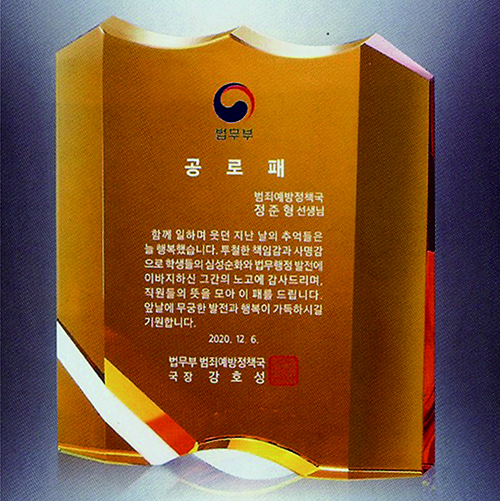 법무부
공로패
범죄예방정책국
정준형 선생님
함께 일하며 웃던 지난 날의 추억들은
늘 행복했습니다. 투철한 책임감과 사명감
으로 학생들의 심성순화와 법무행정 발전에
이바지하신 그간의 노고에 감사드리며,
직원들의 뜻을 모아 이 패를 드립니다.
앞날에 무궁한 발전과 행복이 가득하시길
기원합니다.
2020. 12. 6.
법무부 범죄예방정책국
국장 강호성